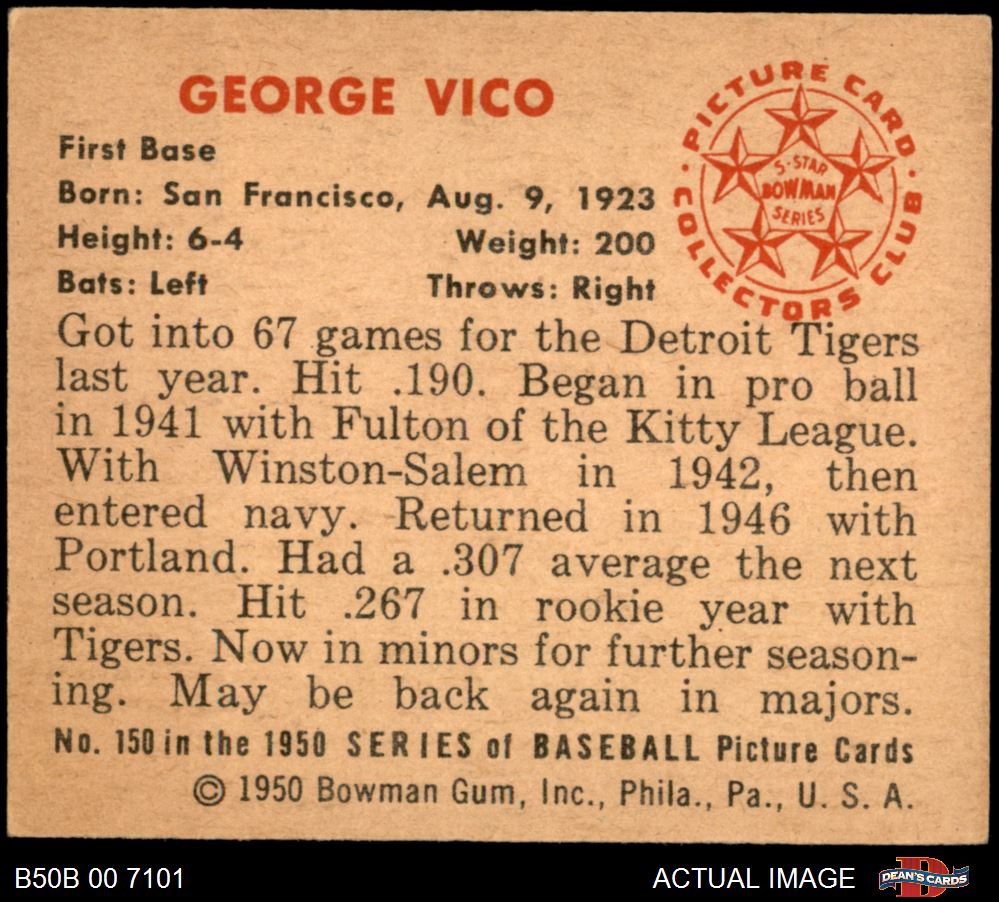 GEORGE VICO
First Base
Born: San Francisco, Aug. 9, 1923
Height: 6-4 Weight: 200
Bats: Left Throws: Right
PICTURE CARD COLLECTORS CLUB
5-STAR
BOWMAN
SERIES
Got into 67 games for the Detroit Tigers
last year. Hit .190. Began in pro ball
in 1941 with Fulton of the Kitty League.
With Winston-Salem in 1942, then
entered navy. Returned in 1946 with
Portland. Had a .307 average the next
season. Hit .267 in rookie year with
Tigers. Now in minors for further season-
ing. May be back again in majors.
No. 150 in the 1950 SERIES of BASEBALL Picture Cards
© 1950 Bowman Gum, Inc., Phila., Pa., U. S. A.
B50B 00 7101 ACTUAL IMAGE DEAN'S CARDS